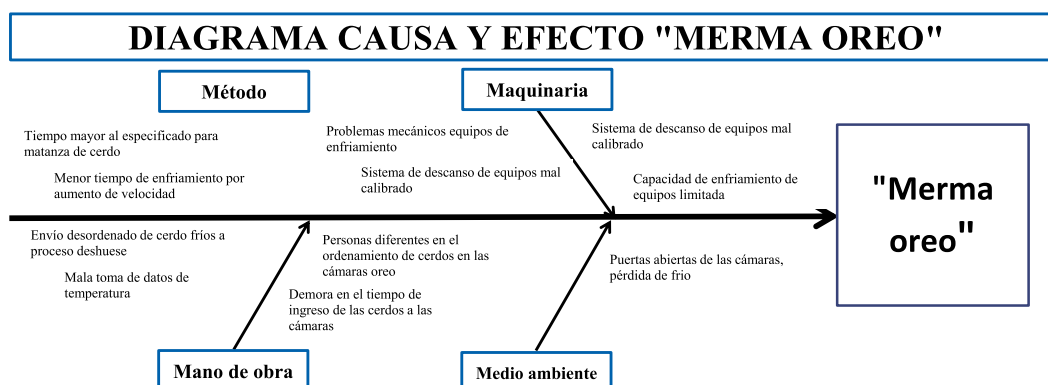 DIAGRAMA CAUSA Y EFECTO "MERMA OREO"
Método
Maquinaria
Tiempo mayor al especificado para
matanza de cerdo
Menor tiempo de enfriamiento por
aumento de velocidad
Problemas mecánicos equipos de
enfriamiento
Sistema de descanso de equipos mal
calibrado
Sistema de descanso de equipos mal
calibrado
Capacidad de enfriamiento de
equipos limitada
"Merma
oreo"
Envío desordenado de cerdo fríos a
proceso deshuese
Mala toma de datos de
temperatura
Personas diferentes en el
ordenamiento de cerdos en las
cámaras oreo
Demora en el tiempo de
ingreso de las cerdos a las
cámaras
Puertas abiertas de las cámaras,
pérdida de frio
Mano de obra
Medio ambiente